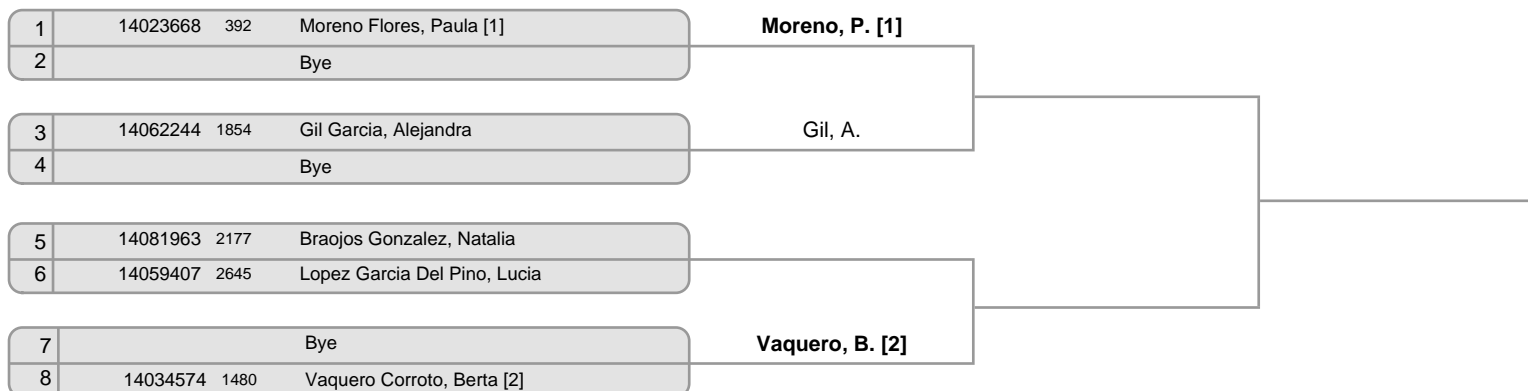 1 14023668 392 Moreno Flores, Paula [1] Moreno, P. [1]
2 Bye
3 14062244 1854 Gil Garcia, Alejandra Gil, A.
4 Bye
5 14081963 2177 Braojos Gonzalez, Natalia
6 14059407 2645 Lopez Garcia Del Pino, Lucia
7 Bye Vaquero, B. [2]
8 14034574 1480 Vaquero Corroto, Berta [2]